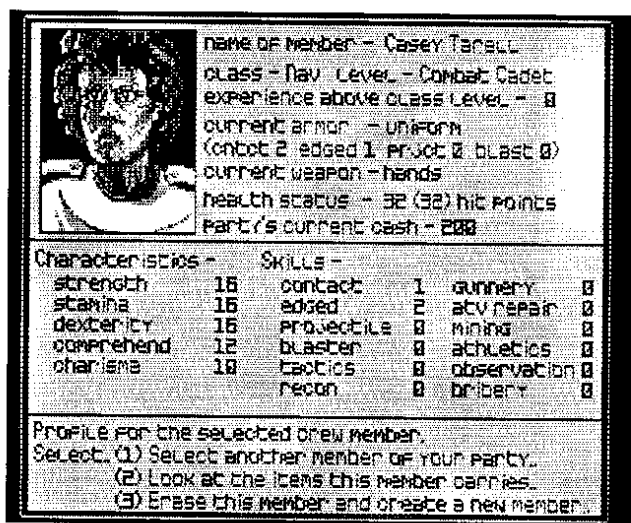 name of member - Casey Tarell
class - Nav Level - Combat Cadet
experience above class level - 0
current armor - uniform
(cntct 2 edged 1 prjct 0 blast 0)
current weapon - hands
health status - 32 (32) hit points
party's current cash - 200
Characteristics - Skills -
strength 16 contact 1 gunnery 0
stamina 16 edged 2 atv repair 0
dexterity 16 projectile 0 mining 0
comprehend 12 blaster 0 athletics 0
charisma 10 tactics 0 observation 0
recon 0 bribery 0
Profile for the selected crew member.
Select. (1) Select another member of your party.
(2) Look at the items this member carries.
(3) Erase this member and create a new member.